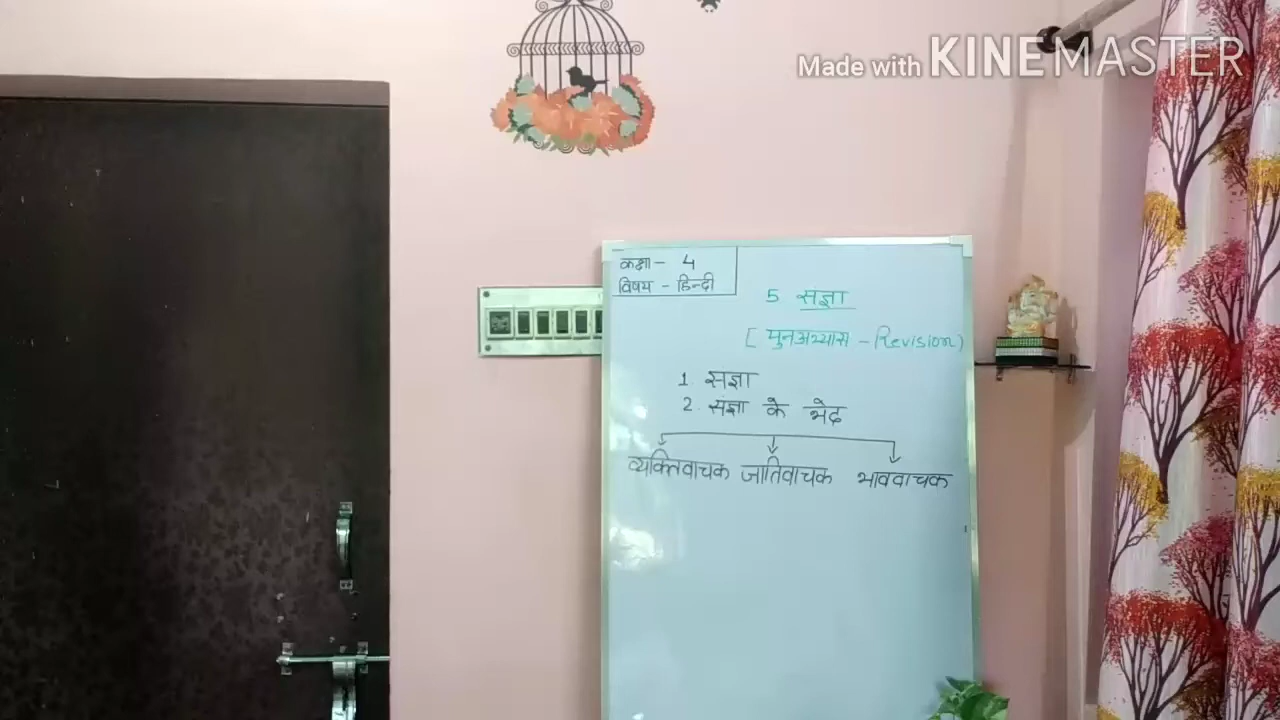 Made with KINEMASTER
कक्षा - 4
विषय - हिन्दी
5 संज्ञा
[ पुनअभ्यास - Revision)
1. संज्ञा
2. संज्ञा के भेद
व्यक्तिवाचक जातिवाचक भाववाचक